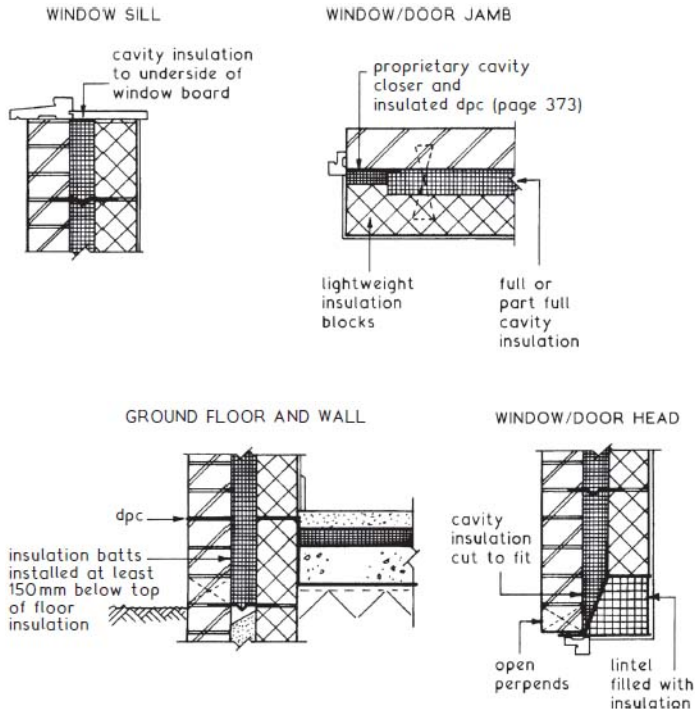 WINDOW SILL
cavity insulation
to underside of
window board
WINDOW/DOOR JAMB
proprietary cavity
closer and
insulated dpc (page 373)
lightweight
insulation
blocks
full or
part full
cavity
insulation
GROUND FLOOR AND WALL
dpc
insulation batts
installed at least
150mm below top
of floor
insulation
WINDOW/DOOR HEAD
cavity
insulation
cut to fit
open
perpends
lintel
filled with
insulation